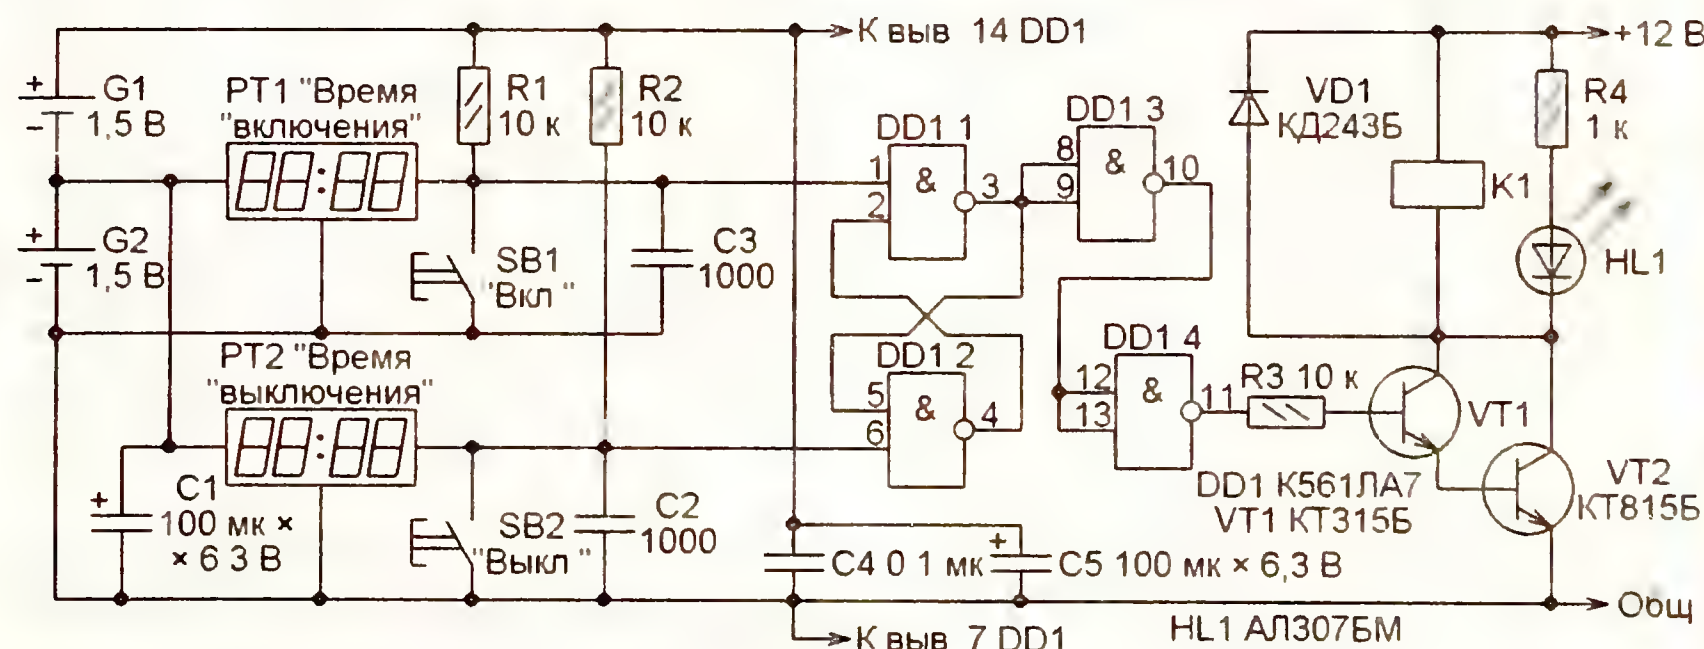 К выв 14 DD1
+12 В
G1
1,5 В
РТ1 "Время
"включения"
R1
10 к
R2
10 к
DD1 1
&
1
2
3
DD1 3
&
8
9
10
VD1
КД243Б
R4
1 к
K1
HL1
G2
1,5 В
SB1
"Вкл "
C3
1000
РТ2 "Время
"выключения"
DD1 2
&
5
6
4
DD1 4
&
12
13
11
R3 10 к
VT1
VT2
КТ815Б
DD1 К561ЛА7
VT1 КТ315Б
C1
100 мк ×
× 6 3 В
SB2
"Выкл "
C2
1000
C4 0 1 мк
+
C5 100 мк × 6,3 В
Общ
К выв 7 DD1
HL1 АЛ307БМ